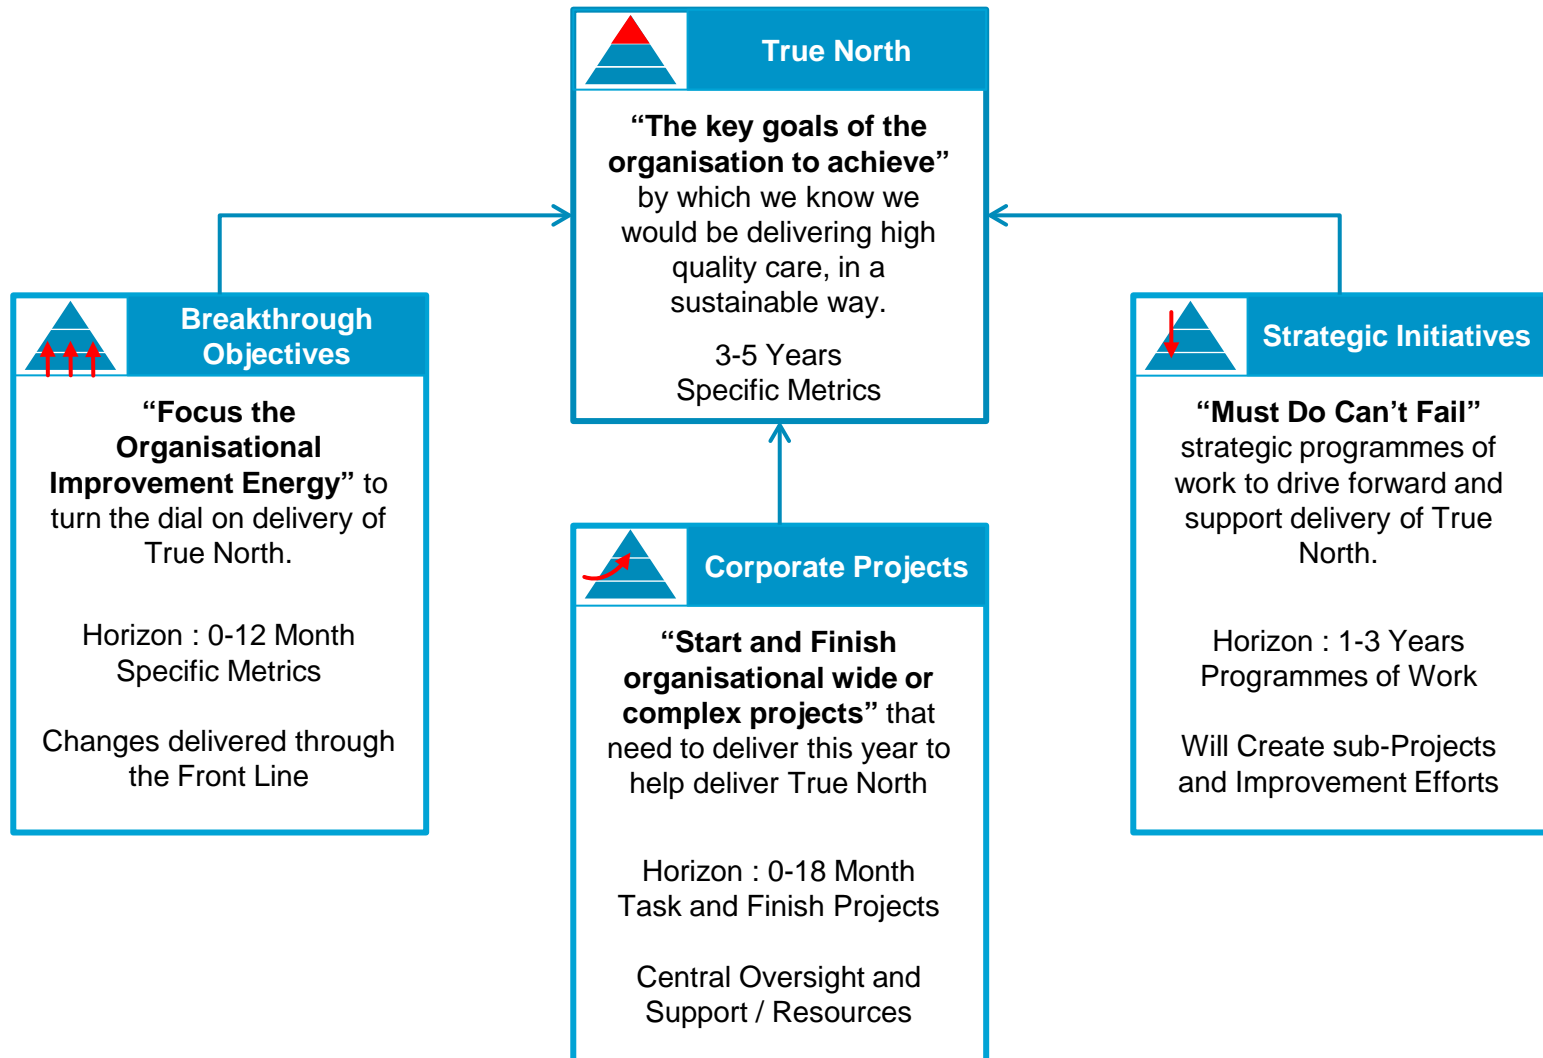 True North
“The key goals of the
organisation to achieve”
by which we know we
would be delivering high
quality care, in a
sustainable way.
3-5 Years
Specific Metrics
Breakthrough
Objectives
“Focus the
Organisational
Improvement Energy” to
turn the dial on delivery of
True North.
Horizon : 0-12 Month
Specific Metrics
Changes delivered through
the Front Line
Corporate Projects
“Start and Finish
organisational wide or
complex projects” that
need to deliver this year to
help deliver True North
Horizon : 0-18 Month
Task and Finish Projects
Central Oversight and
Support / Resources
Strategic Initiatives
“Must Do Can’t Fail”
strategic programmes of
work to drive forward and
support delivery of True
North.
Horizon : 1-3 Years
Programmes of Work
Will Create sub-Projects
and Improvement Efforts